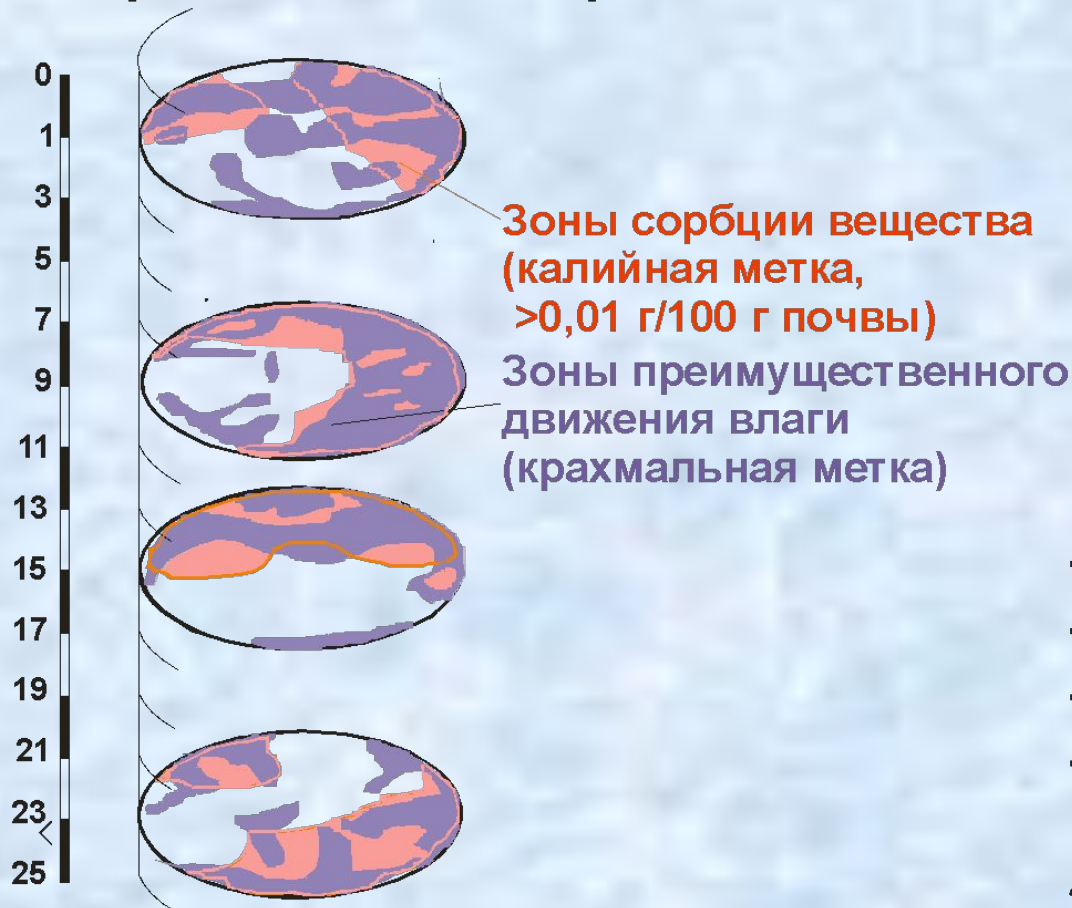 0
1
3
5
7
9
11
13
15
17
19
21
23
25
Зоны сорбции вещества
(калийная метка,
>0,01 г/100 г почвы)
Зоны преимущественного
движения влаги
(крахмальная метка)